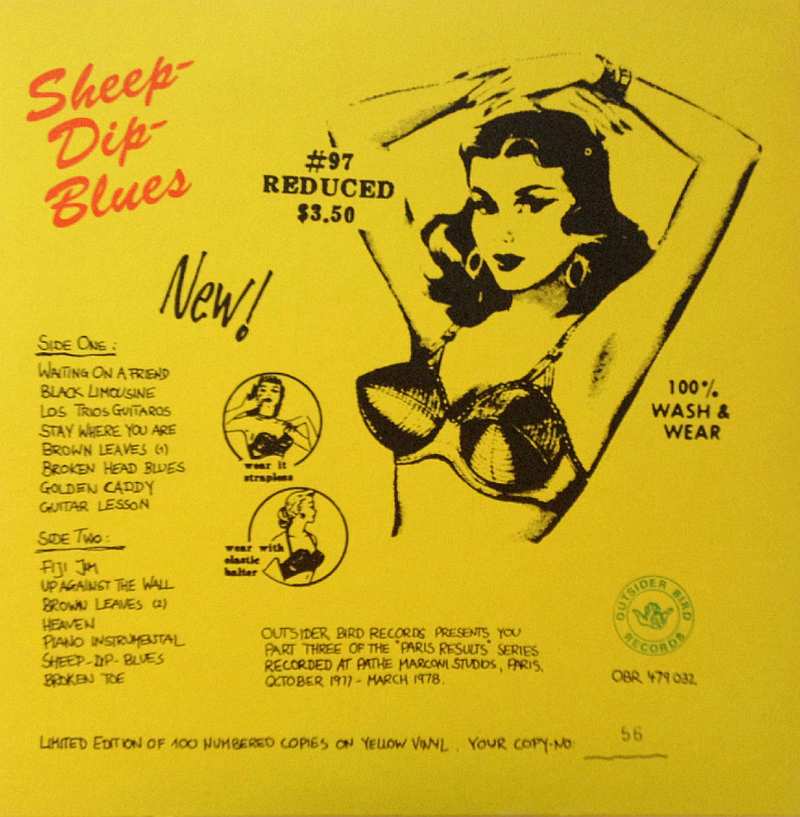 Sheep-
Dip-
Blues
#97
REDUCED
$3.50
New!
100%
WASH &
WEAR
SIDE ONE:
WAITING ON A FRIEND
BLACK LIMOUSINE
LOS TRIOS GUITAROS
STAY WHERE YOU ARE
BROWN LEAVES (1)
BROKEN HEAD BLUES
GOLDEN CADDY
GUITAR LESSON
SIDE TWO:
FIJI JIM
UP AGAINST THE WALL
BROWN LEAVES (2)
HEAVEN
PIANO INSTRUMENTAL
SHEEP-DIP-BLUES
BROKEN TOE
wear it
strapless
wear with
elastic
halter
OUTSIDER BIRD RECORDS PRESENTS YOU
PART THREE OF THE "PARIS RESULTS" SERIES
RECORDED AT PATHE MARCONI STUDIOS, PARIS,
OCTOBER 1977 - MARCH 1978.
OUTSIDER BIRD
RECORDS
OBR 479032
LIMITED EDITION OF 100 NUMBERED COPIES ON YELLOW VINYL. YOUR COPY-NO: 56